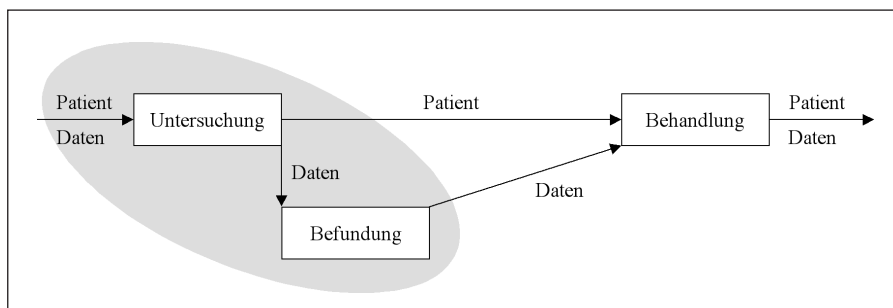 Patient
Daten
Untersuchung
Patient
Behandlung
Patient
Daten
Daten
Daten
Befundung